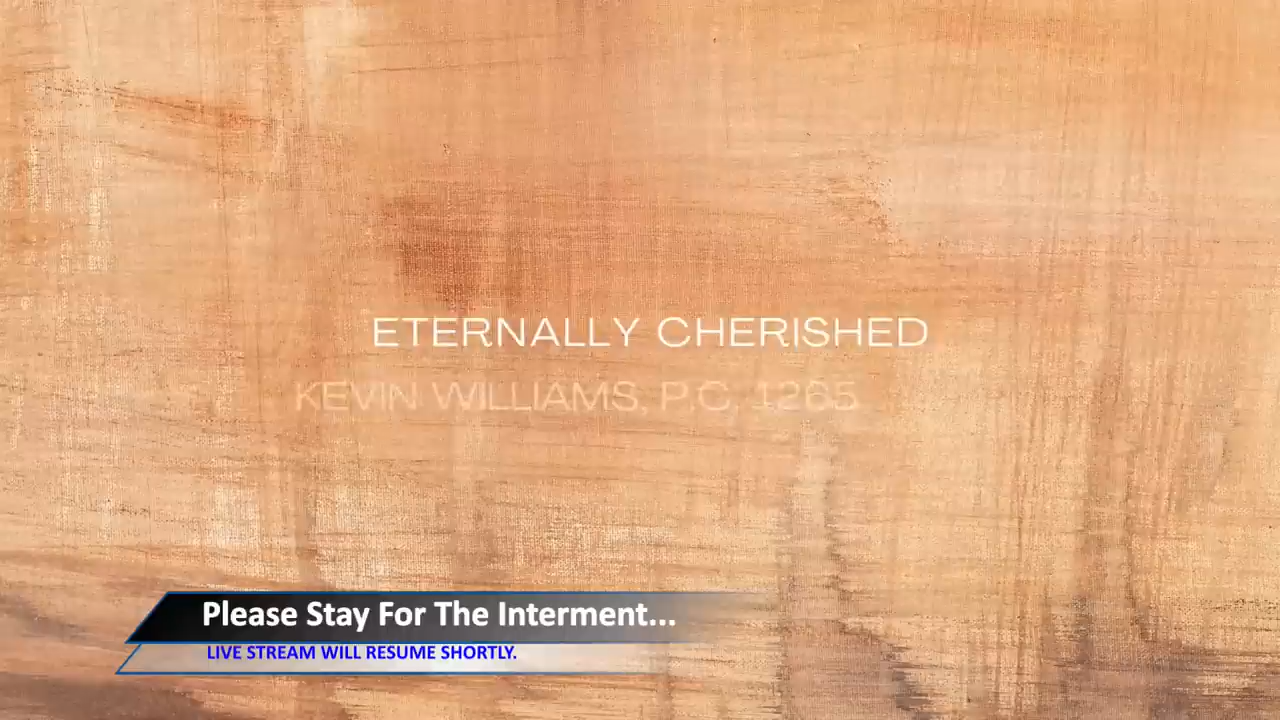 ETERNALLY CHERISHED
KEVIN WILLIAMS, P.C. 1265
Please Stay For The Interment...
LIVE STREAM WILL RESUME SHORTLY.